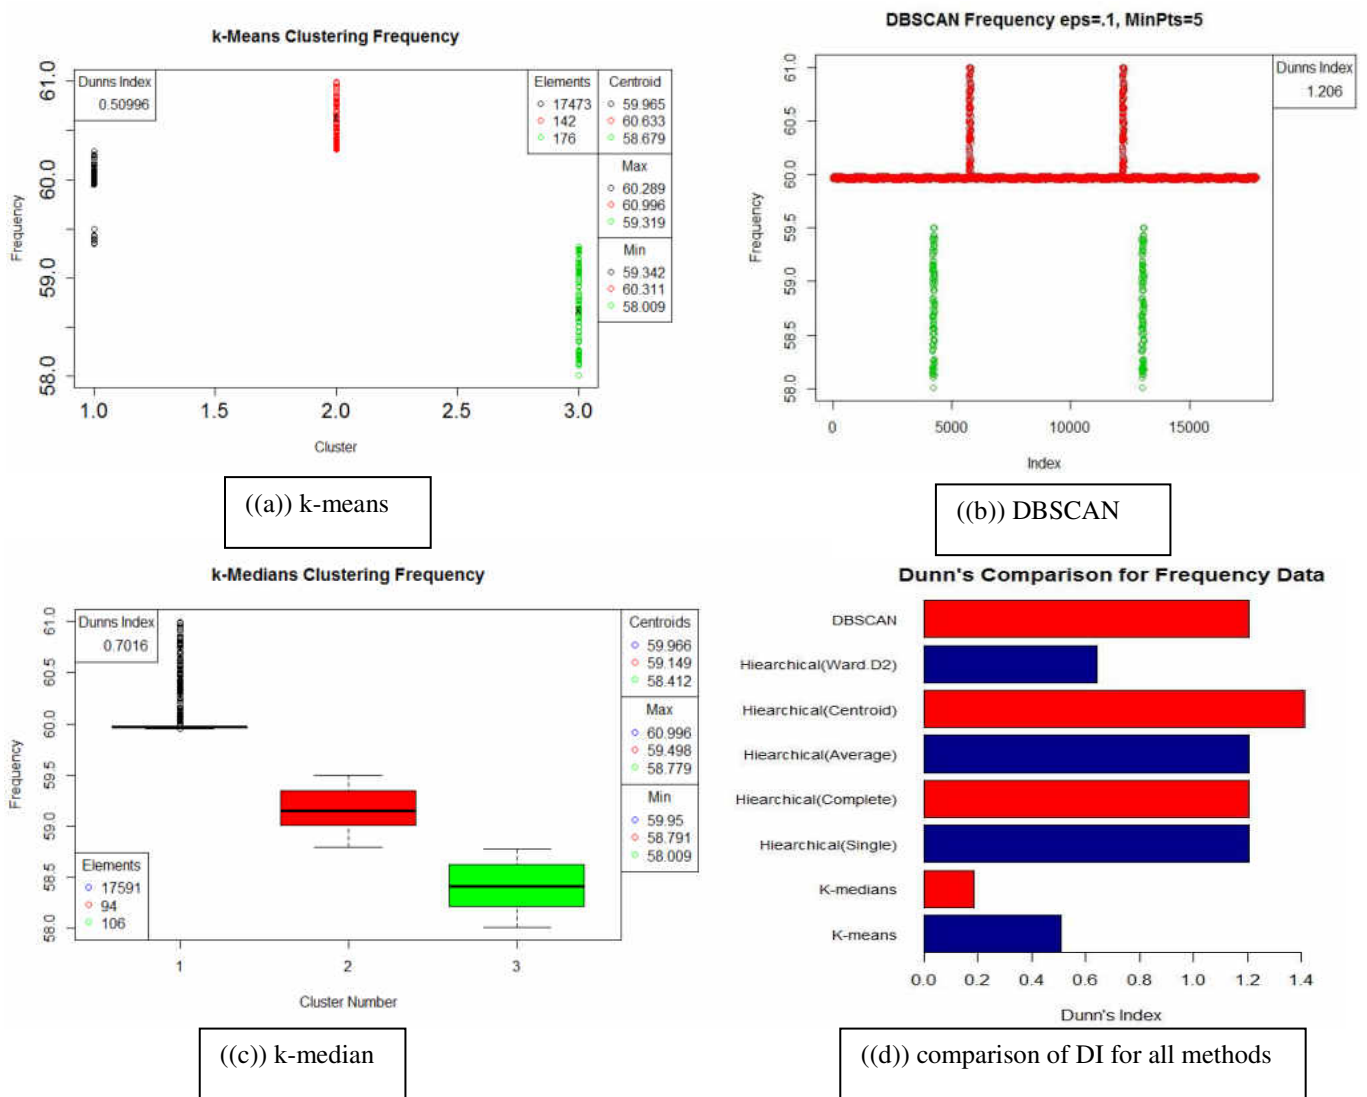 k-Means Clustering Frequency
Dunns Index
0.50996
Elements
17473
142
176
Centroid
59.965
60.633
58.679
Max
60.289
60.996
59.319
Min
59.342
60.311
58.009
Frequency
61.0
60.0
59.0
58.0
1.0 1.5 2.0 2.5 3.0
Cluster
((a)) k-means
DBSCAN Frequency eps=.1, MinPts=5
Dunns Index
1.206
Frequency
61.0
60.5
60.0
59.5
59.0
58.5
58.0
0 5000 10000 15000
Index
((b)) DBSCAN
k-Medians Clustering Frequency
Dunns Index
0.7016
Centroids
59.966
59.149
58.412
Max
60.996
59.498
58.779
Min
59.95
58.791
58.009
Elements
17591
94
106
Frequency
61.0
60.5
60.0
59.5
59.0
58.5
58.0
1 2 3
Cluster Number
((c)) k-median
Dunn's Comparison for Frequency Data
DBSCAN
Hiearchical(Ward.D2)
Hiearchical(Centroid)
Hiearchical(Average)
Hiearchical(Complete)
Hiearchical(Single)
K-medians
K-means
0.0 0.2 0.4 0.6 0.8 1.0 1.2 1.4
Dunn's Index
((d)) comparison of DI for all methods